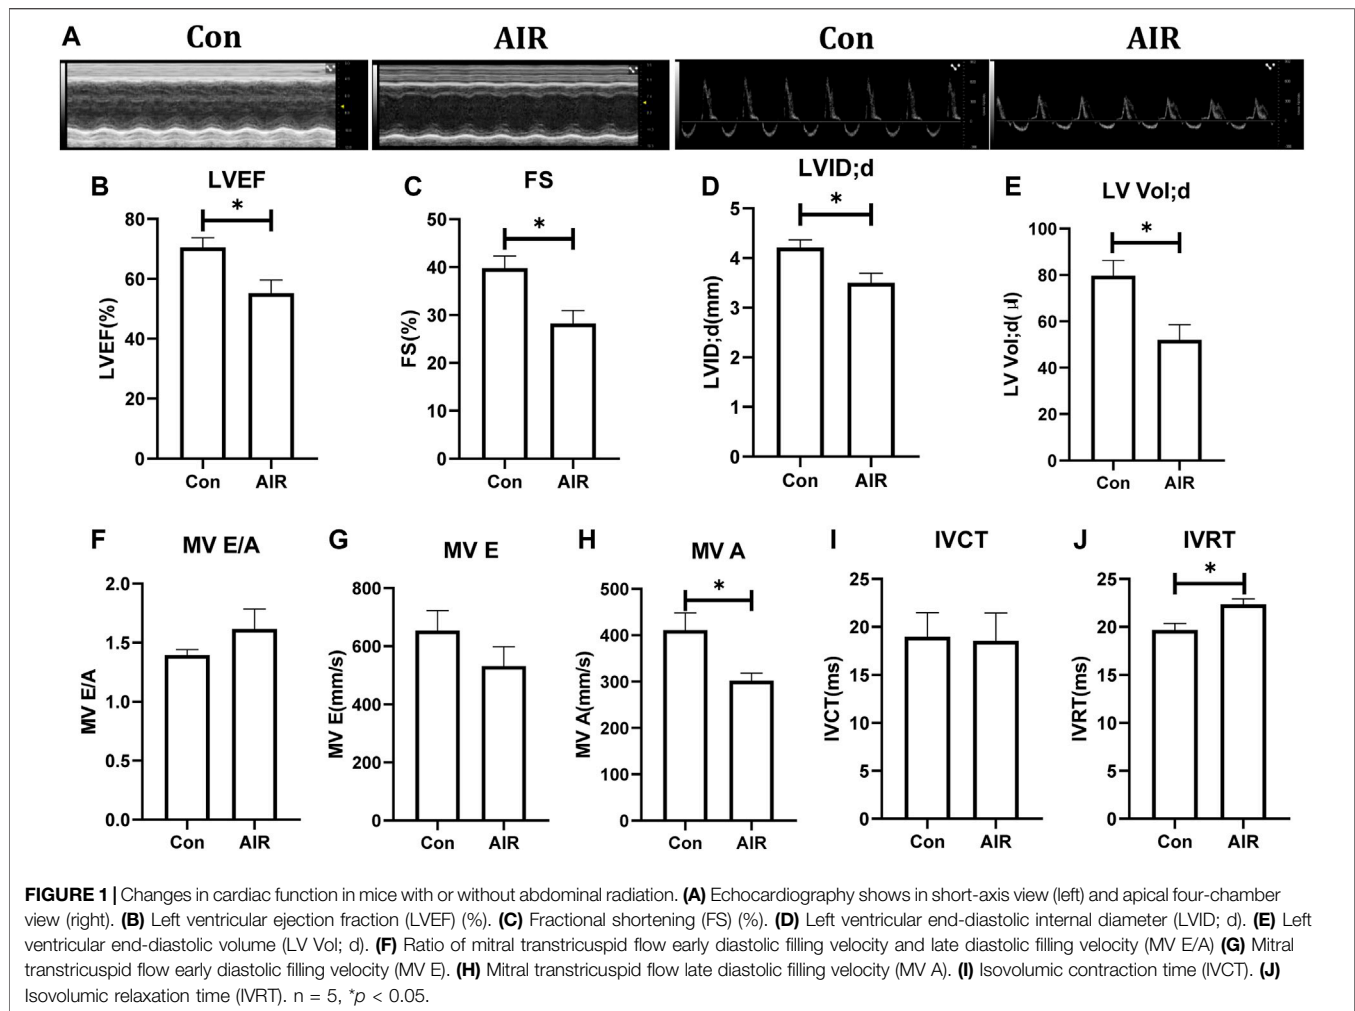 A
Con
AIR
Con
AIR
B
LVEF
*
80
60
40
20
0
LVEF(%)
Con
AIR
C
FS
*
50
40
30
20
10
0
FS(%)
Con
AIR
D
LVID;d
*
5
4
3
2
1
0
LVID;d(mm)
Con
AIR
E
LV Vol;d
*
100
80
60
40
20
0
LV Vol;d( μl)
Con
AIR
F
MV E/A
2.0
1.5
1.0
0.5
0.0
MV E/A
Con
AIR
G
MV E
800
600
400
200
0
MV E(mm/s)
Con
AIR
H
MV A
*
500
400
300
200
100
0
MV A(mm/s)
Con
AIR
I
IVCT
25
20
15
10
5
0
IVCT(ms)
Con
AIR
J
IVRT
*
25
20
15
10
5
0
IVRT(ms)
Con
AIR
FIGURE 1 | Changes in cardiac function in mice with or without abdominal radiation. (A) Echocardiography shows in short-axis view (left) and apical four-chamber
view (right). (B) Left ventricular ejection fraction (LVEF) (%). (C) Fractional shortening (FS) (%). (D) Left ventricular end-diastolic internal diameter (LVID; d). (E) Left
ventricular end-diastolic volume (LV Vol; d). (F) Ratio of mitral transtricuspid flow early diastolic filling velocity and late diastolic filling velocity (MV E/A) (G) Mitral
transtricuspid flow early diastolic filling velocity (MV E). (H) Mitral transtricuspid flow late diastolic filling velocity (MV A). (I) Isovolumic contraction time (IVCT). (J)
Isovolumic relaxation time (IVRT). n = 5, *p < 0.05.